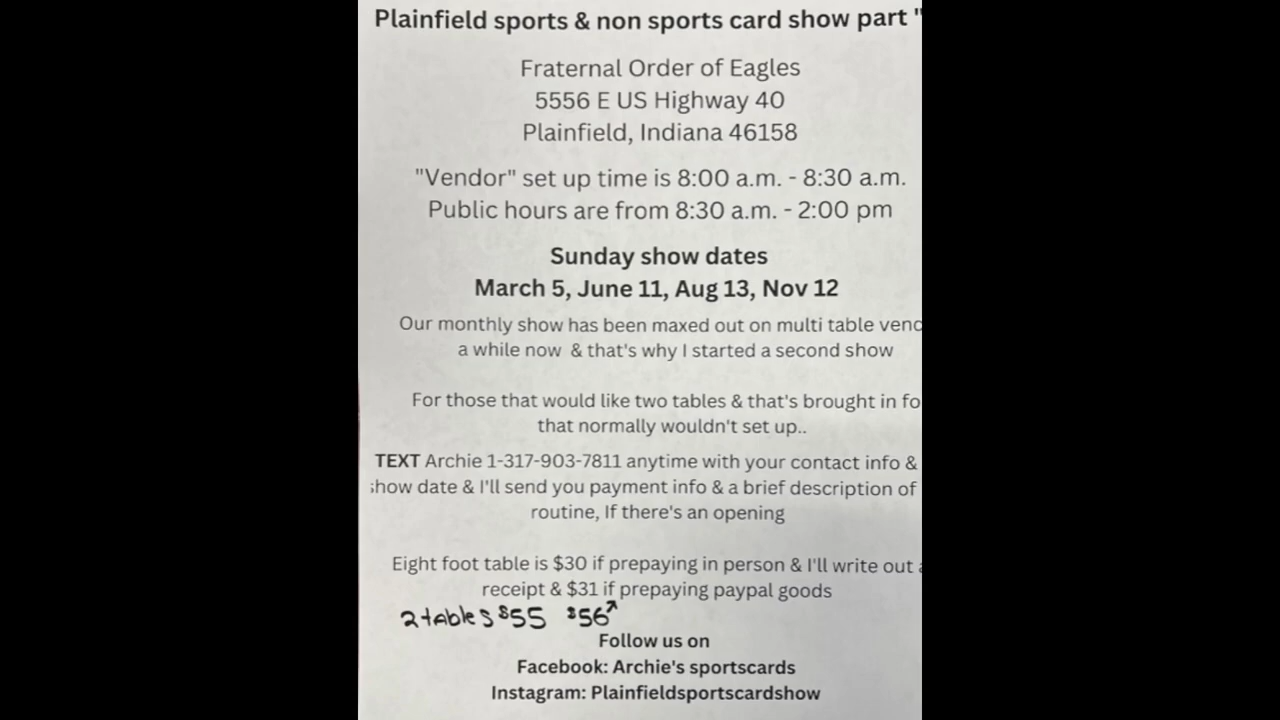 Plainfield sports & non sports card show part "
Fraternal Order of Eagles
5556 E US Highway 40
Plainfield, Indiana 46158
"Vendor" set up time is 8:00 a.m. - 8:30 a.m.
Public hours are from 8:30 a.m. - 2:00 pm
Sunday show dates
March 5, June 11, Aug 13, Nov 12
Our monthly show has been maxed out on multi table
a while now & that's why I started a second show
For those that would like two tables & that's brought in
that normally wouldn't set up..
TEXT Archie 1-317-903-7811 anytime with your contact info &
date & I'll send you payment info & a brief description of
routine, If there's an opening
Eight foot table is $30 if prepaying in person & I'll write out
receipt & $31 if prepaying paypal goods
2 tables $55 $56
Follow us on
Facebook: Archie's sportscards
Instagram: Plainfieldsportscardshow